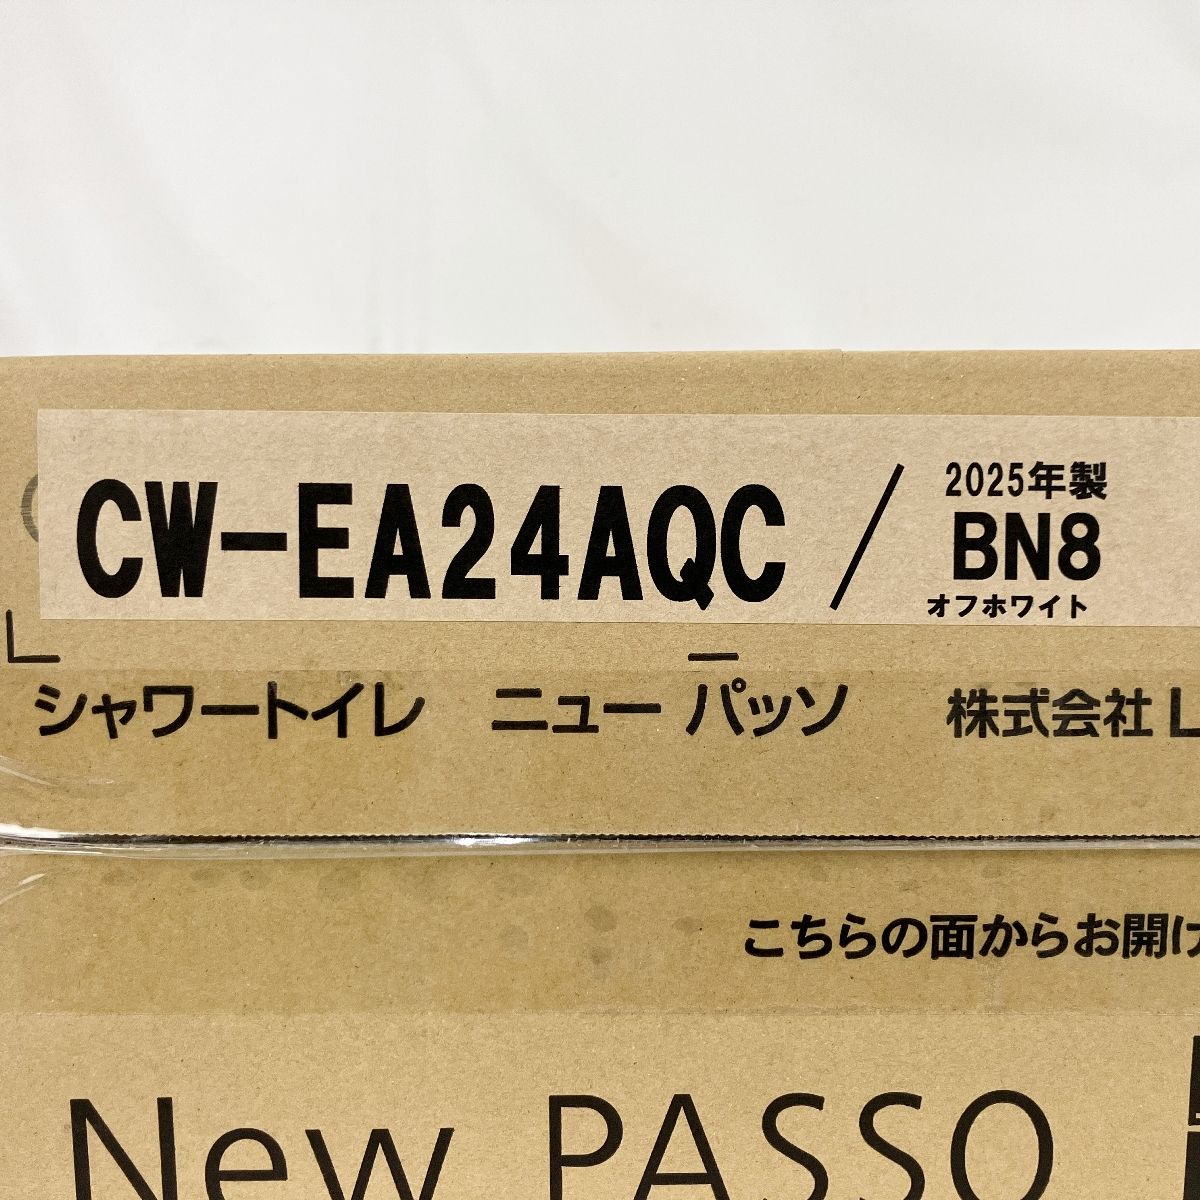 CW-EA24AQC / 2025年製
BN8
オフホワイト
シャワートイレ ニュー パッソ 株式会社 L
こちらの面からお開け
New PASSO